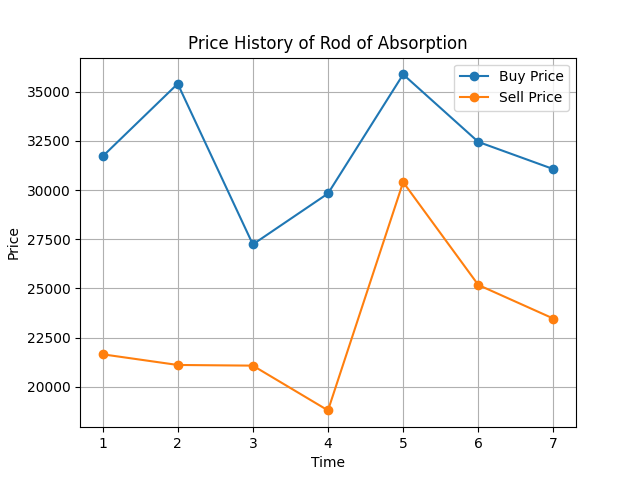 Price History of Rod of Absorption
Buy Price
Sell Price
Price
35000
32500
30000
27500
25000
22500
20000
1 2 3 4 5 6 7
Time